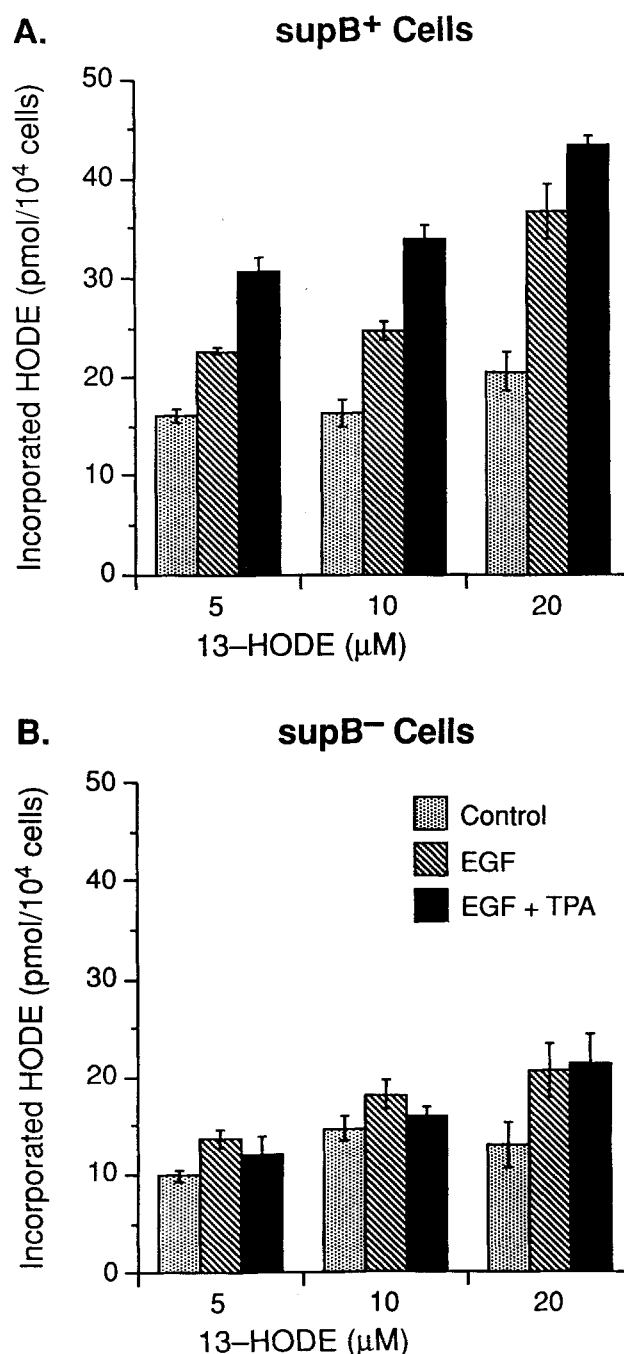 A. supB+ Cells
Incorporated HODE (pmol/10⁴ cells)
50
40
30
20
10
0
5 10 20
13–HODE (μM)
B. supB— Cells
Incorporated HODE (pmol/10⁴ cells)
50
40
30
20
10
0
Control
EGF
EGF + TPA
5 10 20
13–HODE (μM)